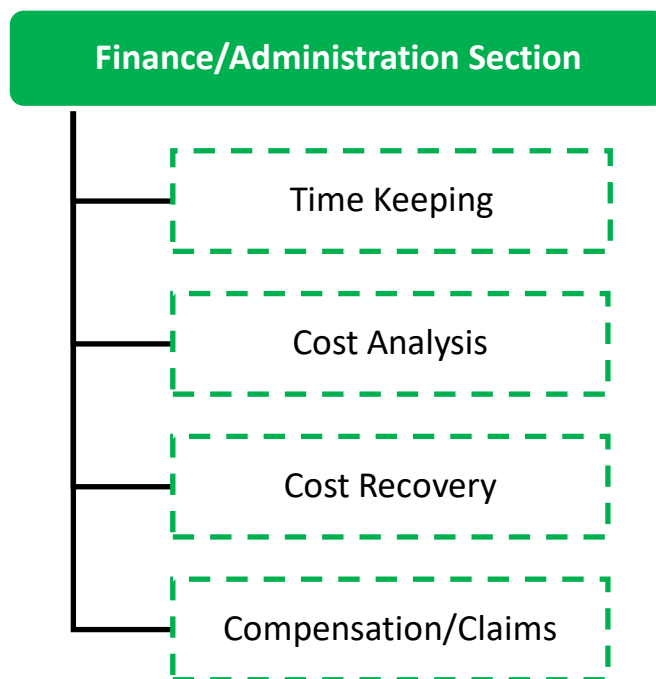 Finance/Administration Section
Time Keeping
Cost Analysis
Cost Recovery
Compensation/Claims